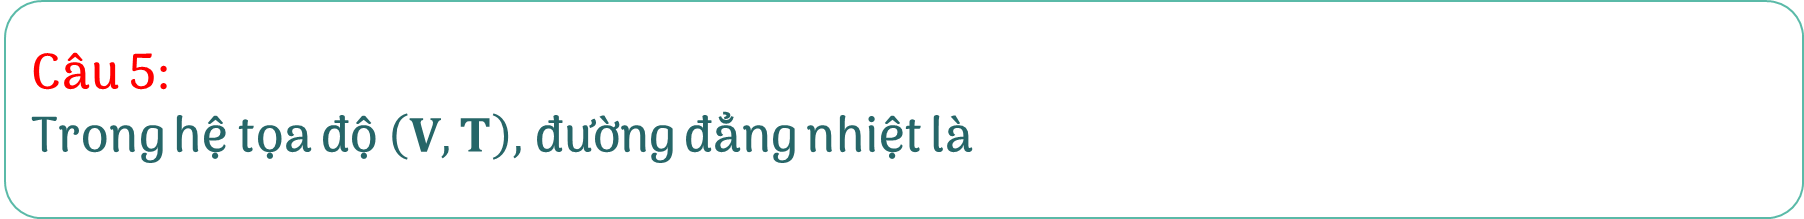 Câu 5:
Trong hệ tọa độ (V, T), đường đẳng nhiệt là